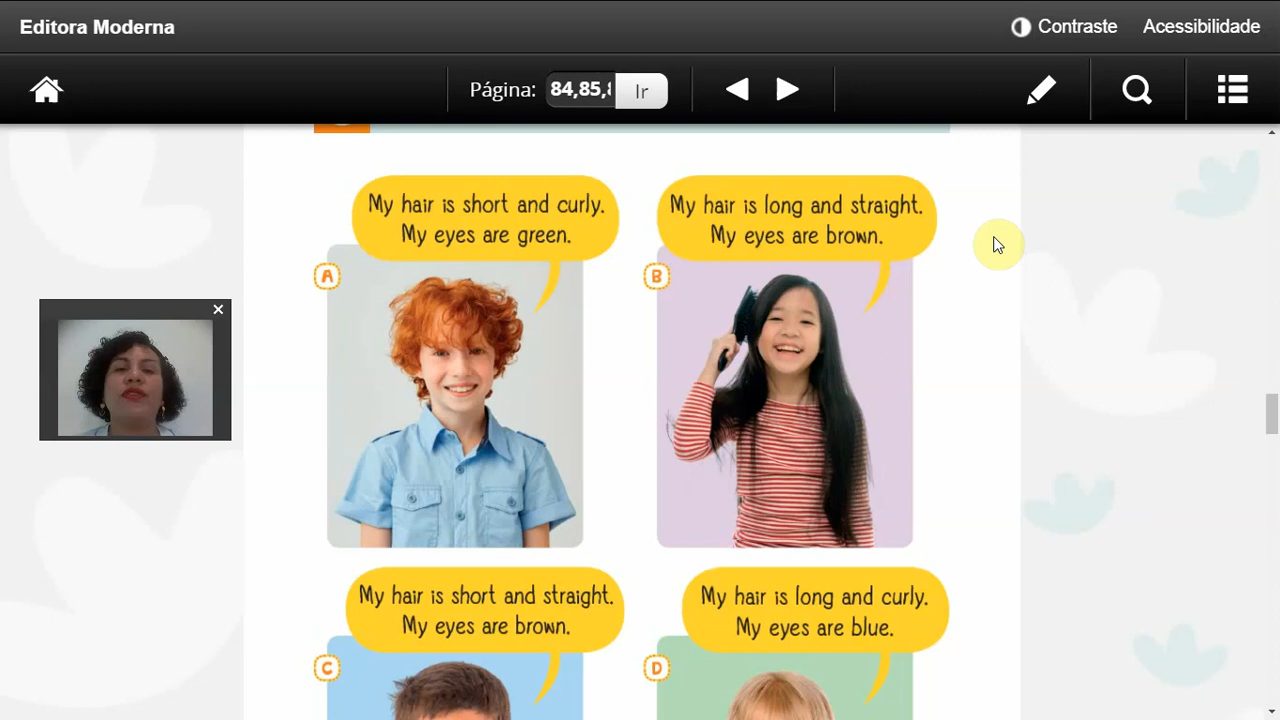 Editora Moderna
Contraste
Acessibilidade
Página:
84,85,
Ir
My hair is short and curly.
My eyes are green.
My hair is long and straight.
My eyes are brown.
A
B
My hair is short and straight.
My eyes are brown.
My hair is long and curly.
My eyes are blue.
C
D